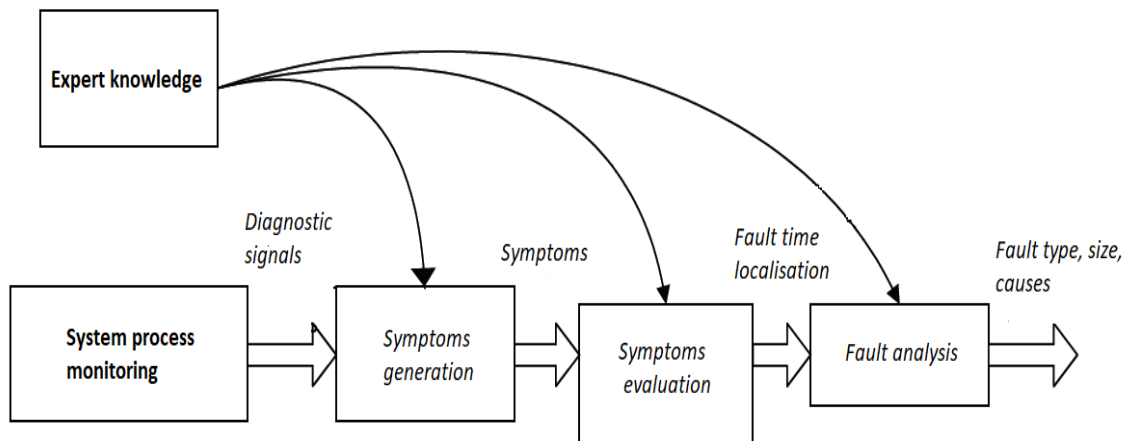 Expert knowledge
Diagnostic
signals
Symptoms
Fault time
localisation
Fault type, size,
causes
System process
monitoring
Symptoms
generation
Symptoms
evaluation
Fault analysis